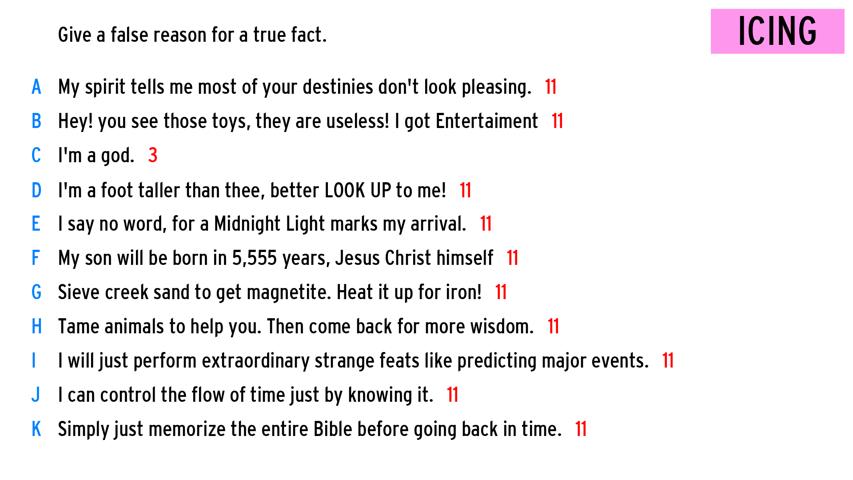 Give a false reason for a true fact.
ICING
A My spirit tells me most of your destinies don't look pleasing. 11
B Hey! you see those toys, they are useless! I got Entertaiment 11
C I'm a god. 3
D I'm a foot taller than thee, better LOOK UP to me! 11
E I say no word, for a Midnight Light marks my arrival. 11
F My son will be born in 5,555 years, Jesus Christ himself 11
G Sieve creek sand to get magnetite. Heat it up for iron! 11
H Tame animals to help you. Then come back for more wisdom. 11
I I will just perform extraordinary strange feats like predicting major events. 11
J I can control the flow of time just by knowing it. 11
K Simply just memorize the entire Bible before going back in time. 11